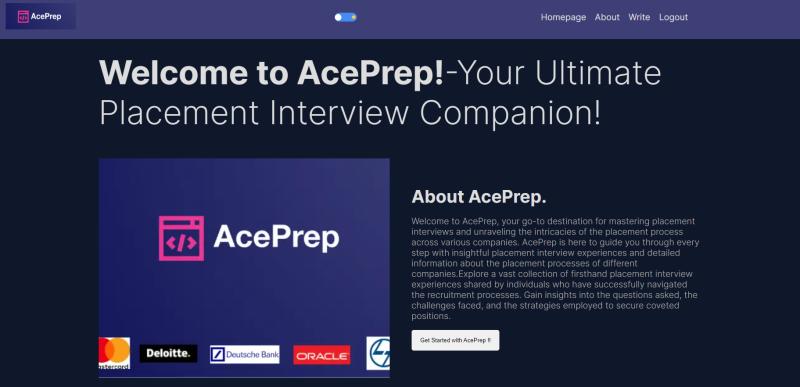 AcePrep
Homepage About Write Logout
Welcome to AcePrep!-Your Ultimate
Placement Interview Companion!
AcePrep
mastercard
Deloitte.
Deutsche Bank
ORACLE
About AcePrep.
Welcome to AcePrep, your go-to destination for mastering placement
interviews and unraveling the intricacies of the placement process
across various companies. AcePrep is here to guide you through every
step with insightful placement interview experiences and detailed
information about the placement processes of different
companies.Explore a vast collection of firsthand placement interview
experiences shared by individuals who have successfully navigated
the recruitment processes. Gain insights into the questions asked, the
challenges faced, and the strategies employed to secure coveted
positions.
Get Started with AcePrep !!